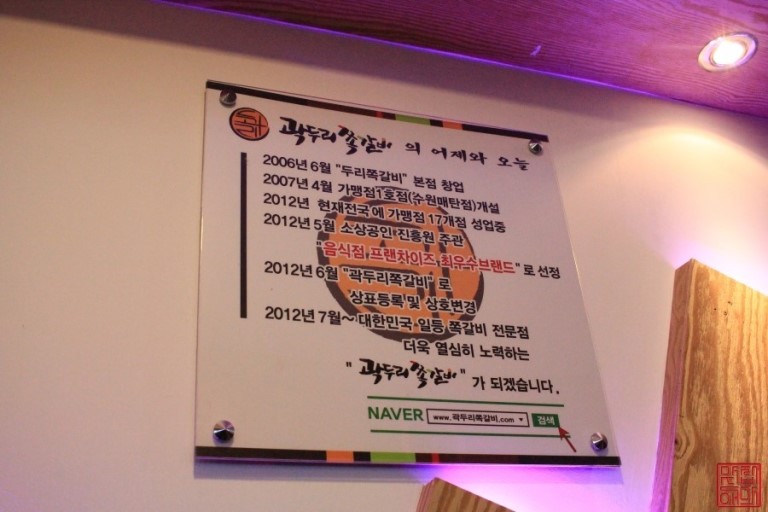 곽두리쪽갈비의 어제와 오늘
2006년 6월 "두리쪽갈비" 본점 창업
2007년 4월 가맹점1호점(수원매탄점)개설
2012년 현재전국에 가맹점 17개점 성업중
2012년 5월 소상공인 진흥원 주관
"음식점 프랜차이즈 최우수브랜드"로 선정
2012년 6월 "곽두리쪽갈비"로
상표등록 및 상호변경
2012년 7월~ 대한민국 일등 쪽갈비 전문점
더욱 열심히 노력하는
"곽두리쪽갈비"가 되겠습니다.
NAVER www.곽두리쪽갈비.com 검색